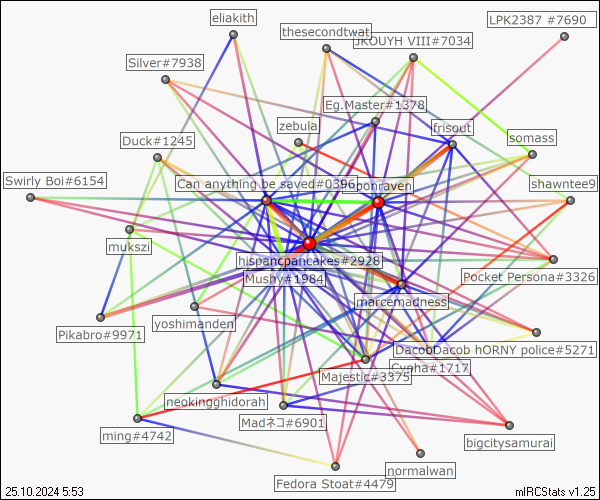 eliakith
LPK2387 #7690
thesecondtwat
JKOUYH VIII#7034
Silver#7938
Eg.Master#1378
zebula
frisout
Duck#1245
somass
Swirly Boi#6154
Can anything be saved#0396
poonraven
shawntee9
mukszi
hispancpancakes#2928
Pocket Persona#3326
Mushy#1984
marcemadness
Pikabro#9971
yoshimanden
DacobDacob hORNY police#5271
Cypha#1717
Majestic#3375
neokingghidorah
Madネコ#6901
ming#4742
bigcitysamurai
normalwan
Fedora Stoat#4479
25.10.2024 5:53
mIRCStats v1.25